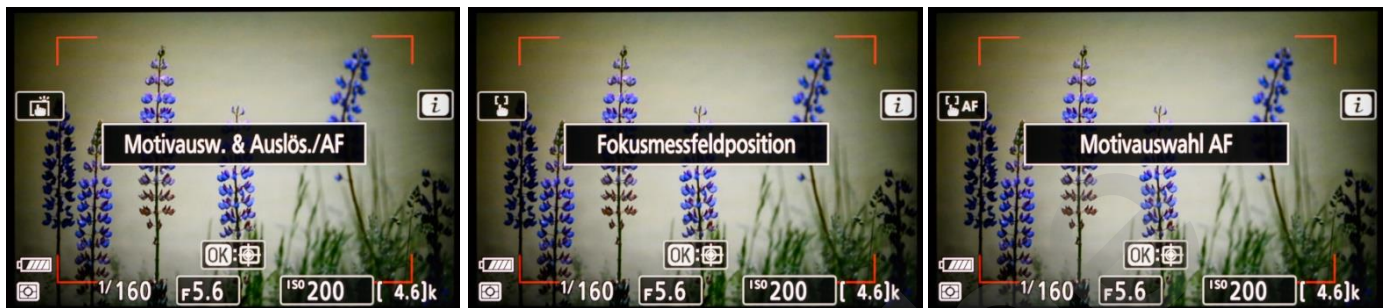 i
Motivausw. & Auslös./AF
OK:
1/160 F5.6 ISO 200 [ 4.6]k
i
Fokusmessfeldposition
OK:
1/160 F5.6 ISO 200 [ 4.6]k
AF i
Motivauswahl AF
OK:
1/160 F5.6 ISO 200 [ 4.6]k